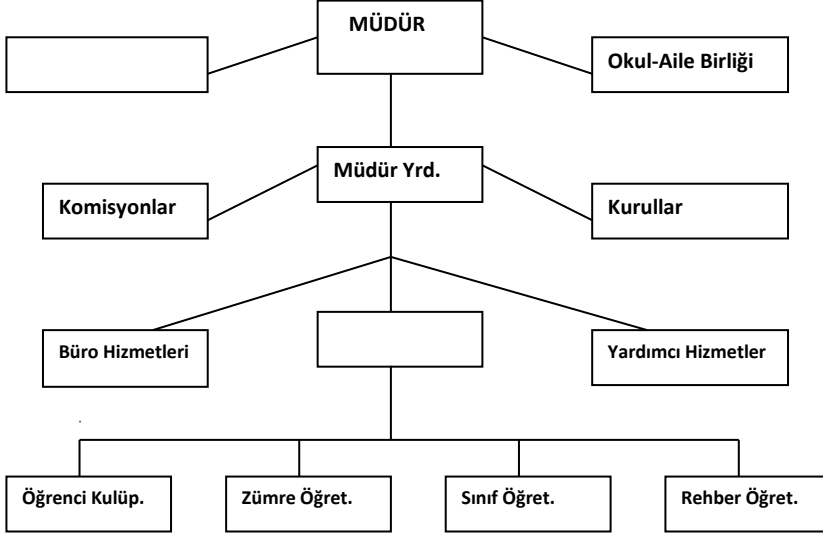 MÜDÜR
Okul-Aile Birliği
Müdür Yrd.
Komisyonlar
Kurullar
Büro Hizmetleri
Yardımcı Hizmetler
Öğrenci Kulüp.
Zümre Öğret.
Sınıf Öğret.
Rehber Öğret.